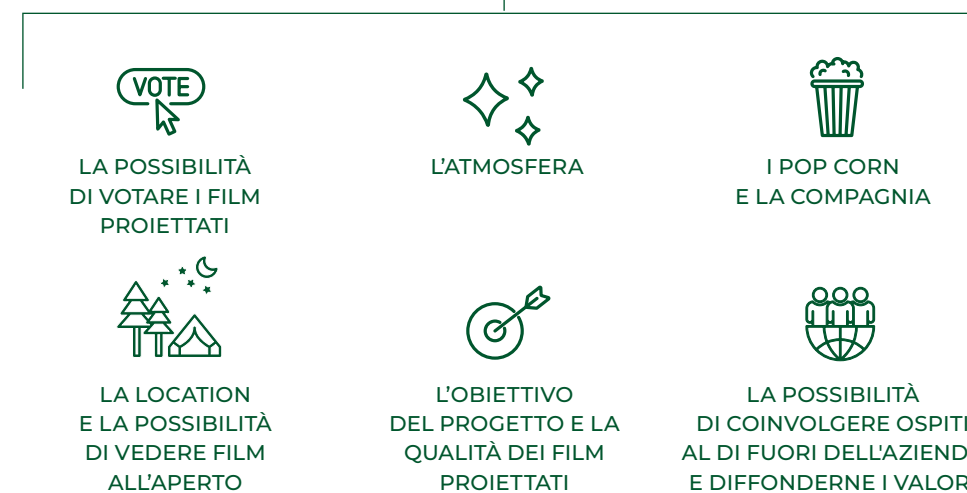 VOTE
LA POSSIBILITÀ
DI VOTARE I FILM
PROIETTATI
L'ATMOSFERA
I POP CORN
E LA COMPAGNIA
LA LOCATION
E LA POSSIBILITÀ
DI VEDERE FILM
ALL'APERTO
L'OBIETTIVO
DEL PROGETTO E LA
QUALITÀ DEI FILM
PROIETTATI
LA POSSIBILITÀ
DI COINVOLGERE OSPITI
AL DI FUORI DELL'AZIEND
E DIFFONDERNE I VALOR